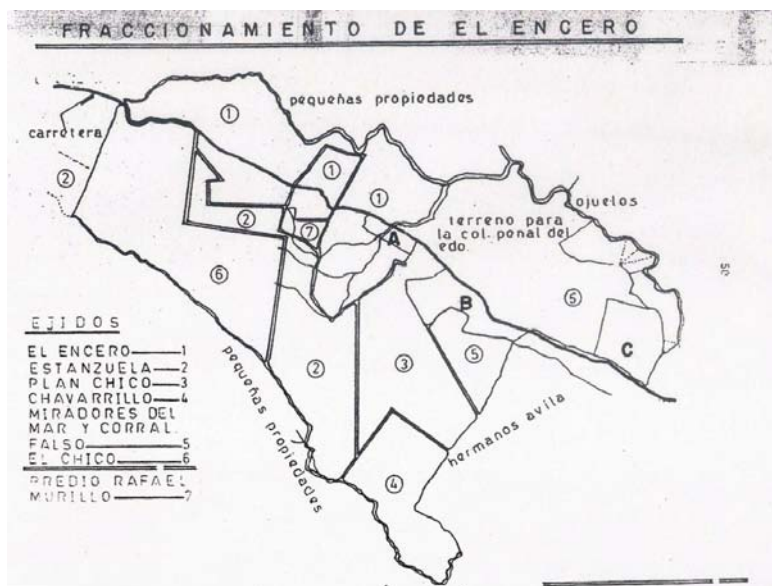 FRACCIONAMIENTO DE EL ENCERO
pequeñas propiedades
carretera
1
1
1
2
2
7
A
ojuelos
terreno para
la col. penal del
edo.
50
6
B
5
5
C
2
3
pequeñas propiedades
hermanos avila
4
EJIDOS
EL ENCERO——1
ESTANZUELA——2
PLAN CHICO——3
CHAVARRILLO——4
MIRADORES DEL
MAR Y CORRAL
FALSO——5
EL CHICO——6
PREDIO RAFAEL
MURILLO——7